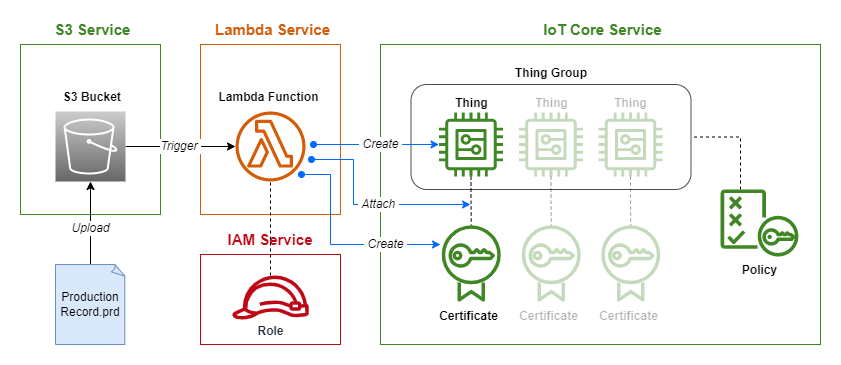 S3 Service
Lambda Service
IoT Core Service
Thing Group
S3 Bucket
Lambda Function
Thing
Thing
Thing
Trigger
Create
Attach
Upload
IAM Service
Create
Policy
Production
Record.prd
Role
Certificate
Certificate
Certificate